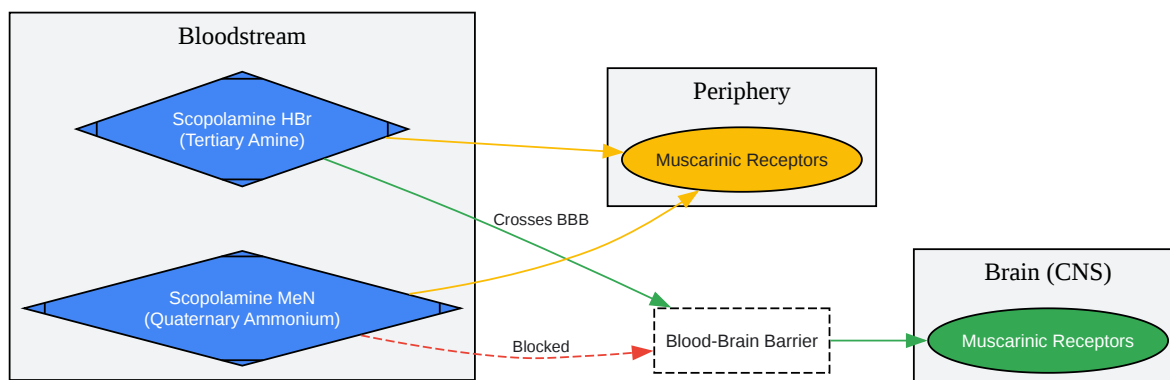 Bloodstream
Scopolamine HBr
(Tertiary Amine)
Periphery
Muscarinic Receptors
Crosses BBB
Scopolamine MeN
(Quaternary Ammonium)
Blocked
Blood-Brain Barrier
Brain (CNS)
Muscarinic Receptors